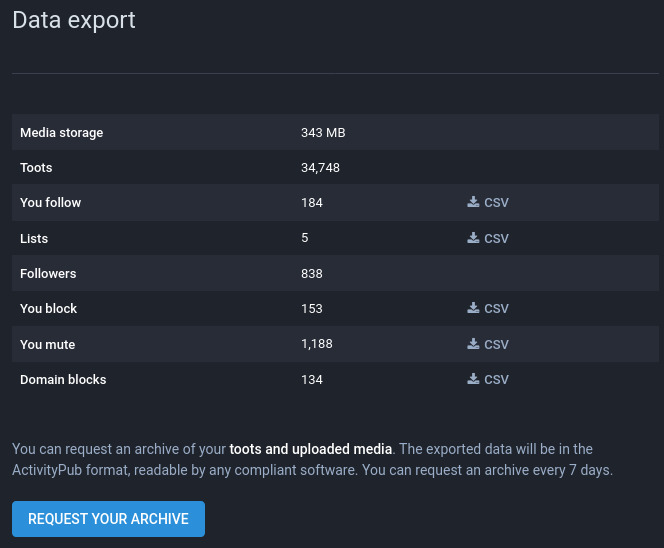 Data export
Media storage 343 MB
Toots 34,748
You follow 184 CSV
Lists 5 CSV
Followers 838
You block 153 CSV
You mute 1,188 CSV
Domain blocks 134 CSV
You can request an archive of your toots and uploaded media. The exported data will be in the
ActivityPub format, readable by any compliant software. You can request an archive every 7 days.
REQUEST YOUR ARCHIVE